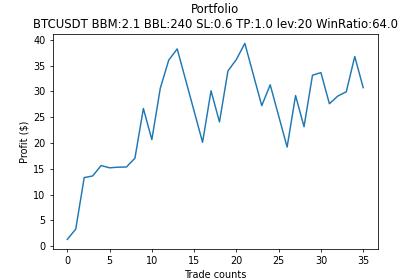 Portfolio
BTCUSDT BBM:2.1 BBL:240 SL:0.6 TP:1.0 lev:20 WinRatio:64.0
40
35
30
25
20
15
10
5
0
Profit ($)
0 5 10 15 20 25 30 35
Trade counts